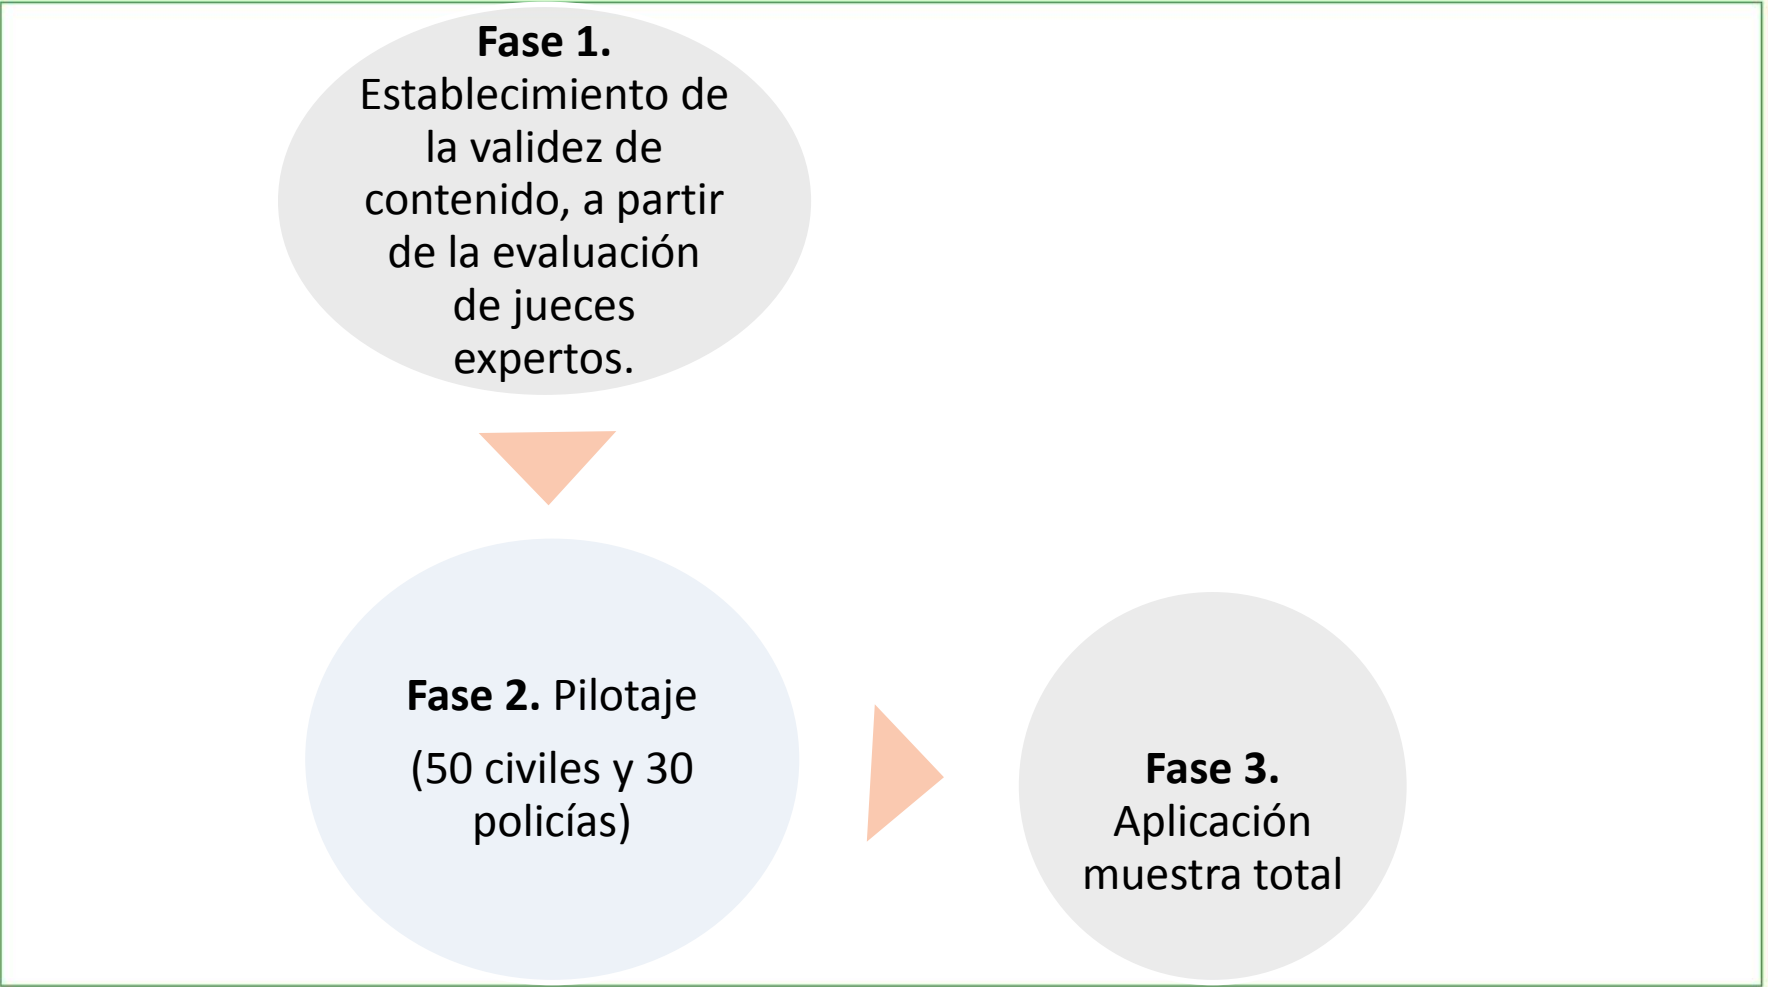 Fase 1.
Establecimiento de
la validez de
contenido, a partir
de la evaluación
de jueces
expertos.
Fase 2. Pilotaje
(50 civiles y 30
policías)
Fase 3.
Aplicación
muestra total